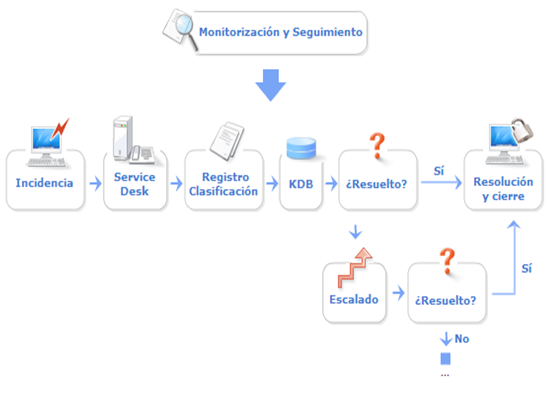 Monitorización y Seguimiento
Incidencia
Service
Desk
Registro
Clasificación
KDB
¿Resuelto?
Sí
Resolución
y cierre
Escalado
¿Resuelto?
Sí
No
...